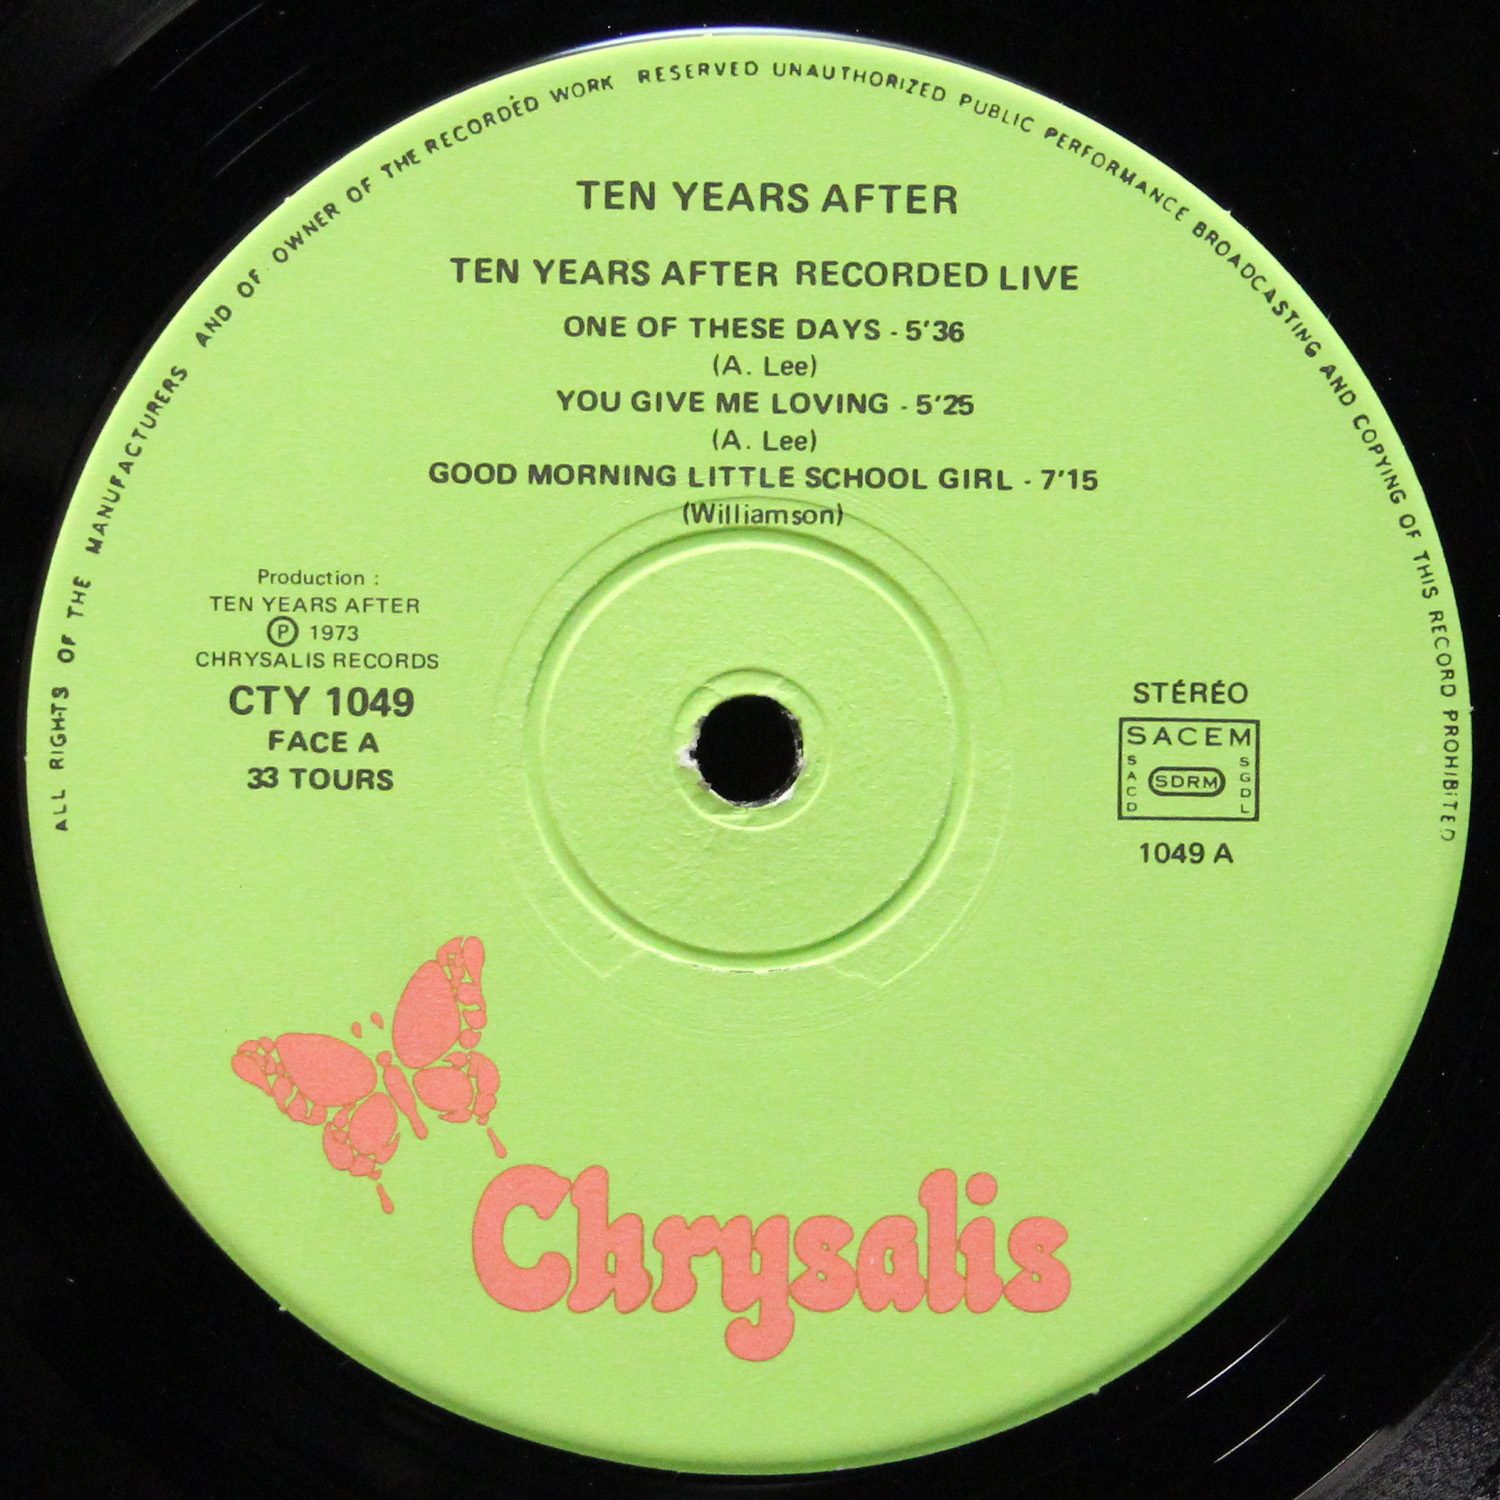 ALL RIGHTS OF THE MANUFACTURERS AND OF OWNER OF THE RECORDED WORK RESERVED UNAUTHORIZED PUBLIC PERFORMANCE BROADCASTING AND COPYING OF THIS RECORD PROHIBITED
TEN YEARS AFTER
TEN YEARS AFTER RECORDED LIVE
ONE OF THESE DAYS - 5'36
(A. Lee)
YOU GIVE ME LOVING - 5'25
(A. Lee)
GOOD MORNING LITTLE SCHOOL GIRL - 7'15
(Williamson)
Production :
TEN YEARS AFTER
Ⓟ 1973
CHRYSALIS RECORDS
CTY 1049
FACE A
33 TOURS
STÉRÉO
SACEM
SACD
SDRM
SGDL
1049 A
Chrysalis